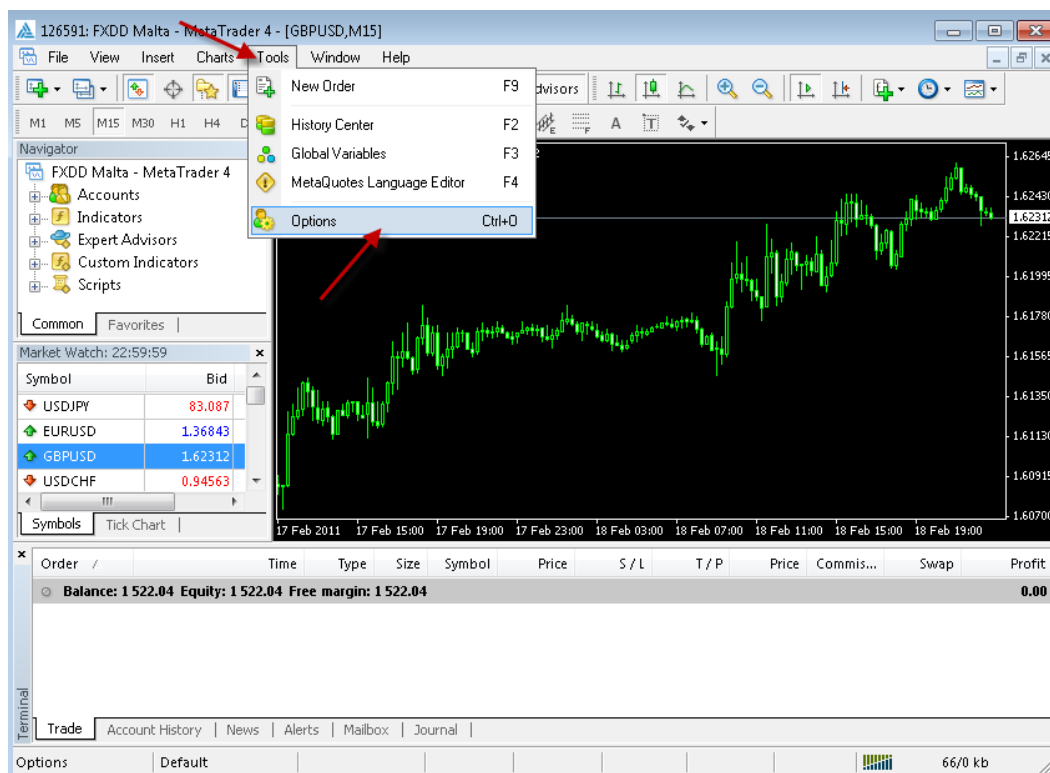 126591: FXDD Malta - MetaTrader 4 - [GBPUSD,M15]
File View Insert Charts Tools Window Help
New Order F9
dvisors
M1 M5 M15 M30 H1 H4
History Center F2
A T
Global Variables F3
MetaQuotes Language Editor F4
Options Ctrl+O
Navigator
FXDD Malta - MetaTrader 4
Accounts
Indicators
Expert Advisors
Custom Indicators
Scripts
Common Favorites
Market Watch: 22:59:59
Symbol Bid
USDJPY 83.087
EURUSD 1.36843
GBPUSD 1.62312
USDCHF 0.94563
Symbols Tick Chart
1.62645
1.62430
1.62312
1.62215
1.61995
1.61780
1.61565
1.61350
1.61130
1.60915
1.60700
17 Feb 2011 17 Feb 15:00 17 Feb 19:00 17 Feb 23:00 18 Feb 03:00 18 Feb 07:00 18 Feb 11:00 18 Feb 15:00 18 Feb 19:00
Order / Time Type Size Symbol Price S / L T / P Price Commis... Swap Profit
Balance: 1 522.04 Equity: 1 522.04 Free margin: 1 522.04 0.00
Terminal
Trade Account History News Alerts Mailbox Journal
Options Default 66/0 kb